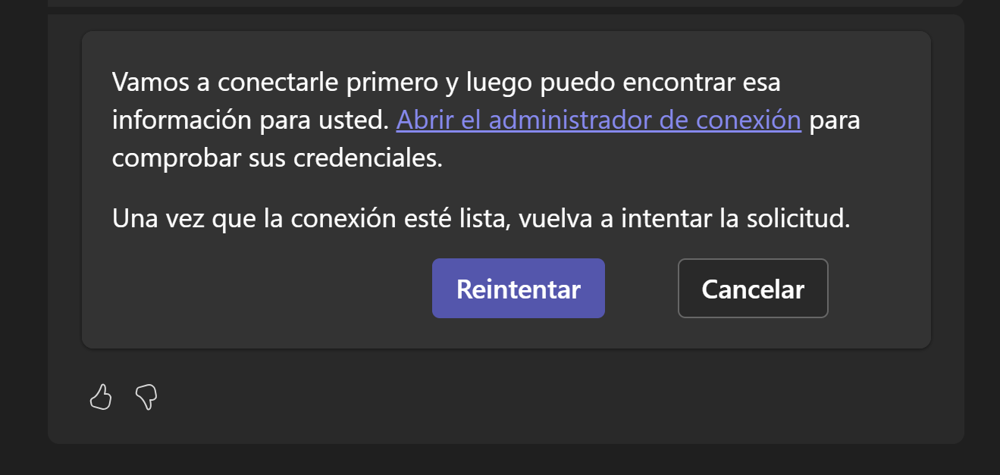 Vamos a conectarle primero y luego puedo encontrar esa
información para usted. Abrir el administrador de conexión para
comprobar sus credenciales.
Una vez que la conexión esté lista, vuelva a intentar la solicitud.
Reintentar
Cancelar